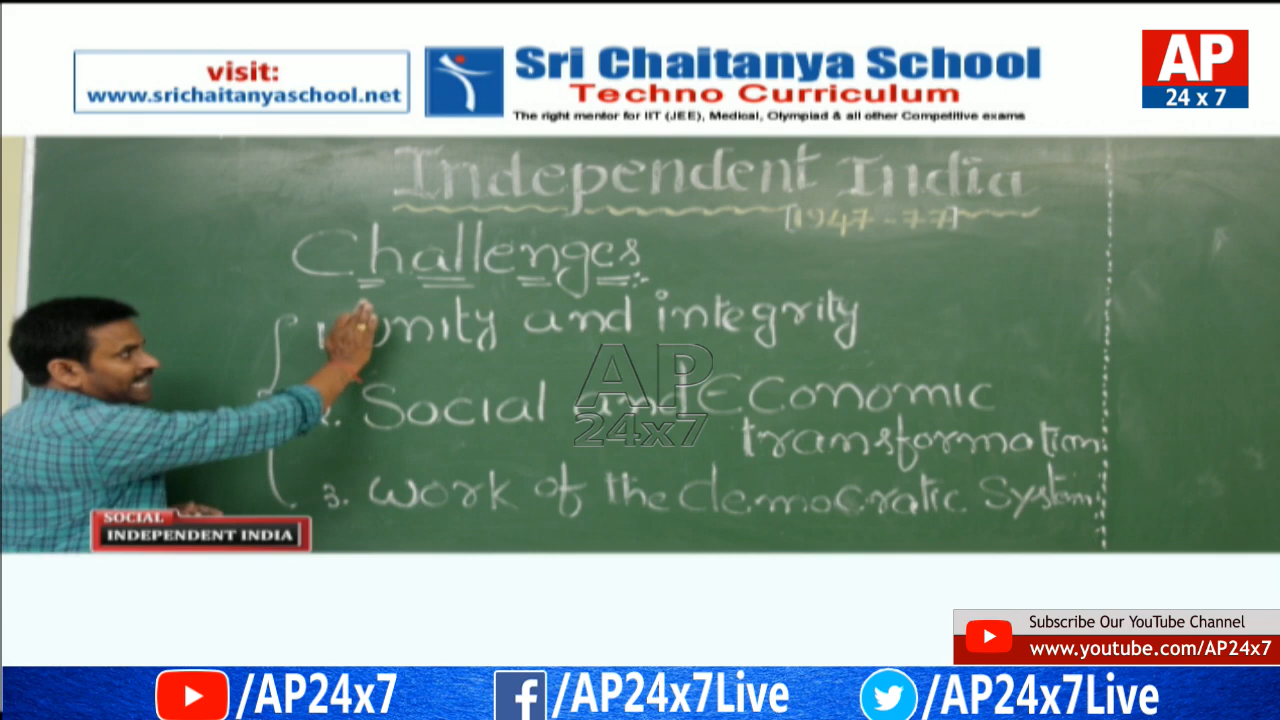 visit:
www.srichaitanyaschool.net
Sri Chaitanya School
Techno Curriculum
The right mentor for IIT (JEE), Medical, Olympiad & all other Competitive exams
AP
24 x 7
Independent India
[1947-77]
Challenges
1. unity and integrity
2. Social and Economic
transformation
3. work of the democratic System
AP
24x7
SOCIAL
INDEPENDENT INDIA
Subscribe Our YouTube Channel
www.youtube.com/AP24x7
/AP24x7
/AP24x7Live
/AP24x7Live